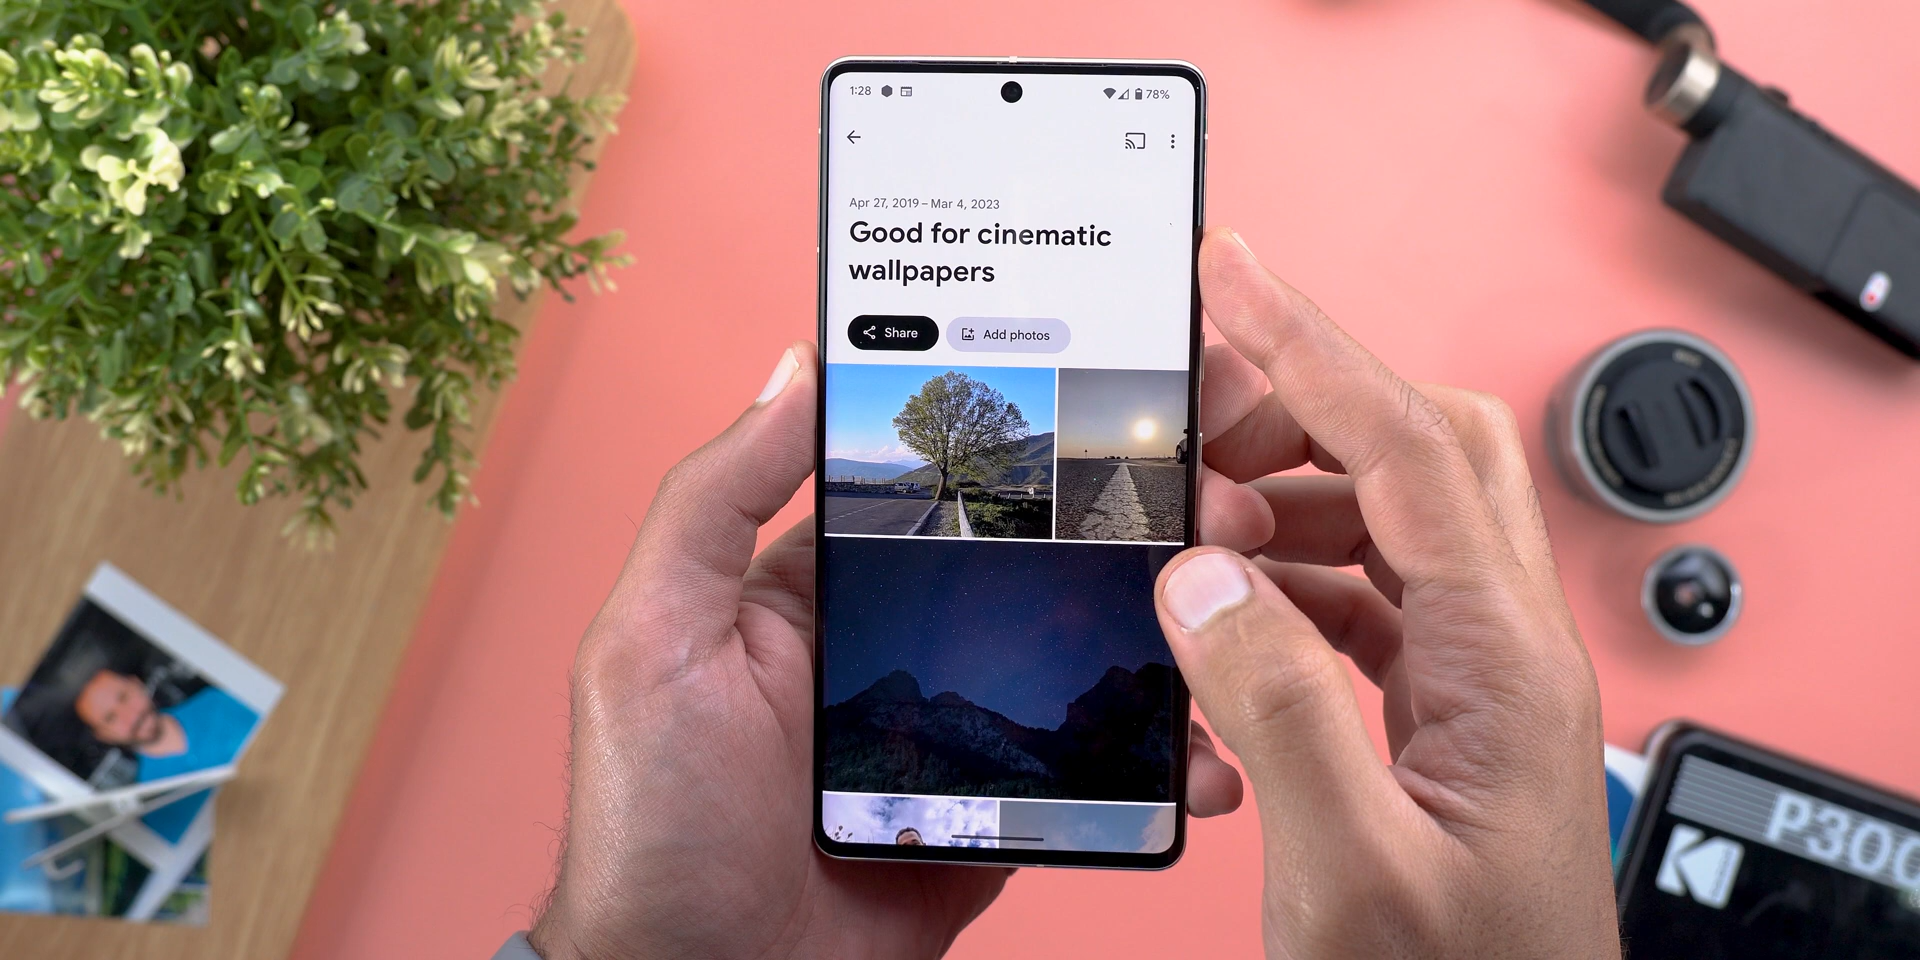 1:28
78%
Apr 27, 2019 – Mar 4, 2023
Good for cinematic
wallpapers
Share
Add photos
P300